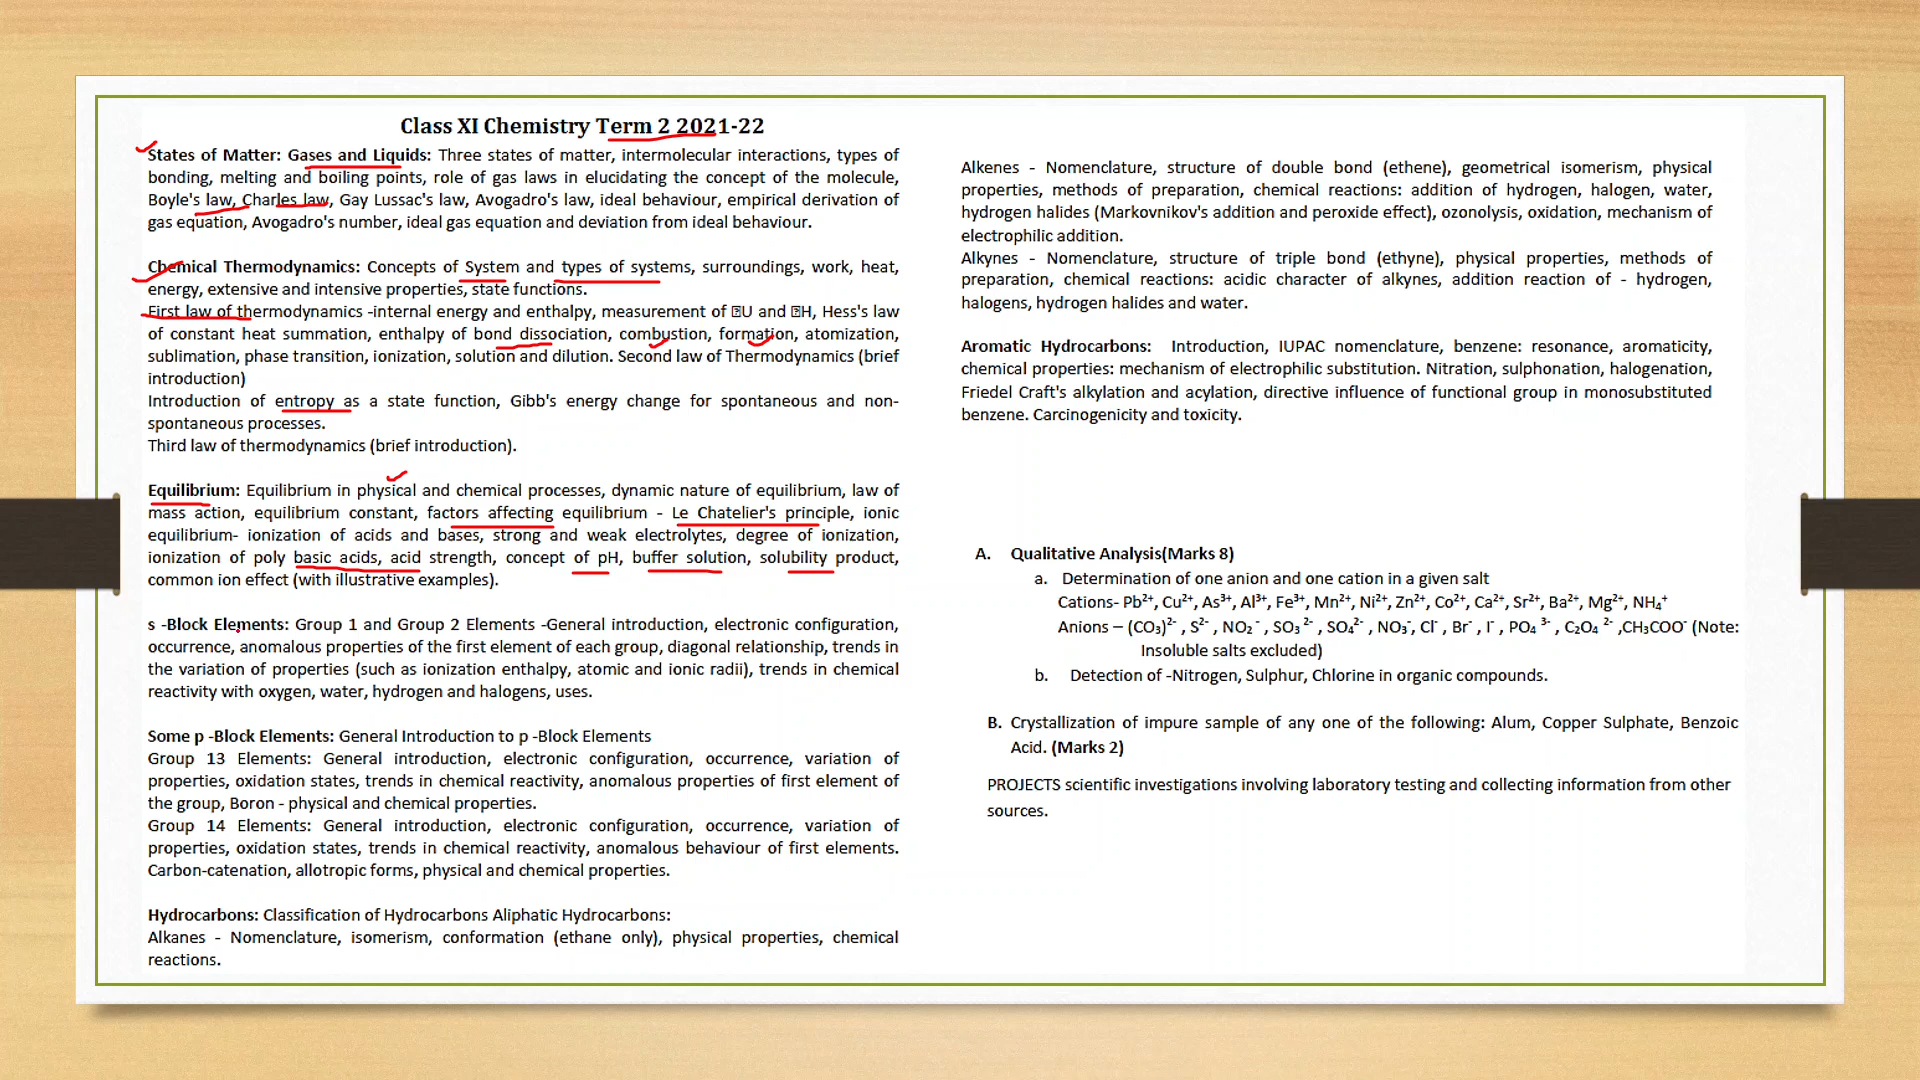 Class XI Chemistry Term 2 2021-22
States of Matter: Gases and Liquids: Three states of matter, intermolecular interactions, types of
bonding, melting and boiling points, role of gas laws in elucidating the concept of the molecule,
Boyle's law, Charles law, Gay Lussac's law, Avogadro's law, ideal behaviour, empirical derivation of
gas equation, Avogadro's number, ideal gas equation and deviation from ideal behaviour.
Chemical Thermodynamics: Concepts of System and types of systems, surroundings, work, heat,
energy, extensive and intensive properties, state functions.
First law of thermodynamics -internal energy and enthalpy, measurement of ⍰U and ⍰H, Hess's law
of constant heat summation, enthalpy of bond dissociation, combustion, formation, atomization,
sublimation, phase transition, ionization, solution and dilution. Second law of Thermodynamics (brief
introduction)
Introduction of entropy as a state function, Gibb's energy change for spontaneous and non-
spontaneous processes.
Third law of thermodynamics (brief introduction).
Equilibrium: Equilibrium in physical and chemical processes, dynamic nature of equilibrium, law of
mass action, equilibrium constant, factors affecting equilibrium - Le Chatelier's principle, ionic
equilibrium- ionization of acids and bases, strong and weak electrolytes, degree of ionization,
ionization of poly basic acids, acid strength, concept of pH, buffer solution, solubility product,
common ion effect (with illustrative examples).
s -Block Elements: Group 1 and Group 2 Elements -General introduction, electronic configuration,
occurrence, anomalous properties of the first element of each group, diagonal relationship, trends in
the variation of properties (such as ionization enthalpy, atomic and ionic radii), trends in chemical
reactivity with oxygen, water, hydrogen and halogens, uses.
Some p -Block Elements: General Introduction to p -Block Elements
Group 13 Elements: General introduction, electronic configuration, occurrence, variation of
properties, oxidation states, trends in chemical reactivity, anomalous properties of first element of
the group, Boron - physical and chemical properties.
Group 14 Elements: General introduction, electronic configuration, occurrence, variation of
properties, oxidation states, trends in chemical reactivity, anomalous behaviour of first elements.
Carbon-catenation, allotropic forms, physical and chemical properties.
Hydrocarbons: Classification of Hydrocarbons Aliphatic Hydrocarbons:
Alkanes - Nomenclature, isomerism, conformation (ethane only), physical properties, chemical
reactions.
Alkenes - Nomenclature, structure of double bond (ethene), geometrical isomerism, physical
properties, methods of preparation, chemical reactions: addition of hydrogen, halogen, water,
hydrogen halides (Markovnikov's addition and peroxide effect), ozonolysis, oxidation, mechanism of
electrophilic addition.
Alkynes - Nomenclature, structure of triple bond (ethyne), physical properties, methods of
preparation, chemical reactions: acidic character of alkynes, addition reaction of - hydrogen,
halogens, hydrogen halides and water.
Aromatic Hydrocarbons: Introduction, IUPAC nomenclature, benzene: resonance, aromaticity,
chemical properties: mechanism of electrophilic substitution. Nitration, sulphonation, halogenation,
Friedel Craft's alkylation and acylation, directive influence of functional group in monosubstituted
benzene. Carcinogenicity and toxicity.
A. Qualitative Analysis(Marks 8)
a. Determination of one anion and one cation in a given salt
Cations- Pb²⁺, Cu²⁺, As³⁺, Al³⁺, Fe³⁺, Mn²⁺, Ni²⁺, Zn²⁺, Co²⁺, Ca²⁺, Sr²⁺, Ba²⁺, Mg²⁺, NH₄⁺
Anions – (CO₃)²⁻ , S²⁻ , NO₂⁻ , SO₃²⁻ , SO₄²⁻ , NO₃⁻, Cl⁻ , Br⁻ , I⁻ , PO₄³⁻ , C₂O₄²⁻ ,CH₃COO⁻ (Note:
Insoluble salts excluded)
b. Detection of -Nitrogen, Sulphur, Chlorine in organic compounds.
B. Crystallization of impure sample of any one of the following: Alum, Copper Sulphate, Benzoic
Acid. (Marks 2)
PROJECTS scientific investigations involving laboratory testing and collecting information from other
sources.